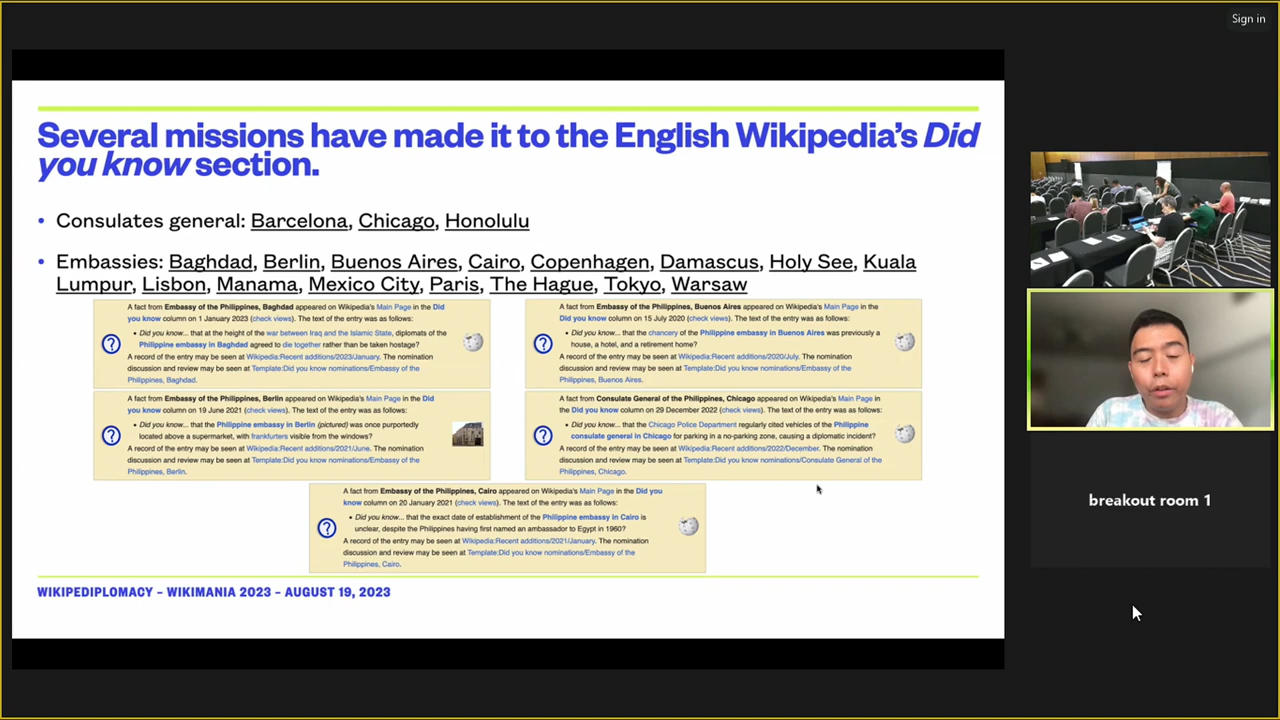 Sign in
Several missions have made it to the English Wikipedia's Did
you know section.
• Consulates general: Barcelona, Chicago, Honolulu
• Embassies: Baghdad, Berlin, Buenos Aires, Cairo, Copenhagen, Damascus, Holy See, Kuala
Lumpur, Lisbon, Manama, Mexico City, Paris, The Hague, Tokyo, Warsaw
A fact from Embassy of the Philippines, Baghdad appeared on Wikipedia's Main Page in the Did
you know column on 1 January 2023 (check views). The text of the entry was as follows:
• Did you know... that at the height of the war between Iraq and the Islamic State, diplomats of the
Philippine embassy in Baghdad agreed to die together rather than be taken hostage?
A record of the entry may be seen at Wikipedia:Recent additions/2023/January. The nomination
discussion and review may be seen at Template:Did you know nominations/Embassy of the
Philippines, Baghdad.
A fact from Embassy of the Philippines, Buenos Aires appeared on Wikipedia's Main Page in the
Did you know column on 15 July 2020 (check views). The text of the entry was as follows:
• Did you know... that the chancery of the Philippine embassy in Buenos Aires was previously a
house, a hotel, and a retirement home?
A record of the entry may be seen at Wikipedia:Recent additions/2020/July. The nomination
discussion and review may be seen at Template:Did you know nominations/Embassy of the
Philippines, Buenos Aires.
A fact from Embassy of the Philippines, Berlin appeared on Wikipedia's Main Page in the Did
you know column on 19 June 2021 (check views). The text of the entry was as follows:
• Did you know... that the Philippine embassy in Berlin (pictured) was once purportedly
located above a supermarket, with frankfurters visible from the windows?
A record of the entry may be seen at Wikipedia:Recent additions/2021/June. The nomination
discussion and review may be seen at Template:Did you know nominations/Embassy of the
Philippines, Berlin.
A fact from Consulate General of the Philippines, Chicago appeared on Wikipedia's Main Page in
the Did you know column on 29 December 2022 (check views). The text of the entry was as follows:
• Did you know... that the Chicago Police Department regularly cited vehicles of the Philippine
consulate general in Chicago for parking in a no-parking zone, causing a diplomatic incident?
A record of the entry may be seen at Wikipedia:Recent additions/2022/December. The nomination
discussion and review may be seen at Template:Did you know nominations/Consulate General of the
Philippines, Chicago.
A fact from Embassy of the Philippines, Cairo appeared on Wikipedia's Main Page in the Did you
know column on 20 January 2021 (check views). The text of the entry was as follows:
• Did you know... that the exact date of establishment of the Philippine embassy in Cairo is
unclear, despite the Philippines having first named an ambassador to Egypt in 1960?
A record of the entry may be seen at Wikipedia:Recent additions/2021/January. The nomination
discussion and review may be seen at Template:Did you know nominations/Embassy of the
Philippines, Cairo.
WIKIPEDIPLOMACY – WIKIMANIA 2023 – AUGUST 19, 2023
breakout room 1